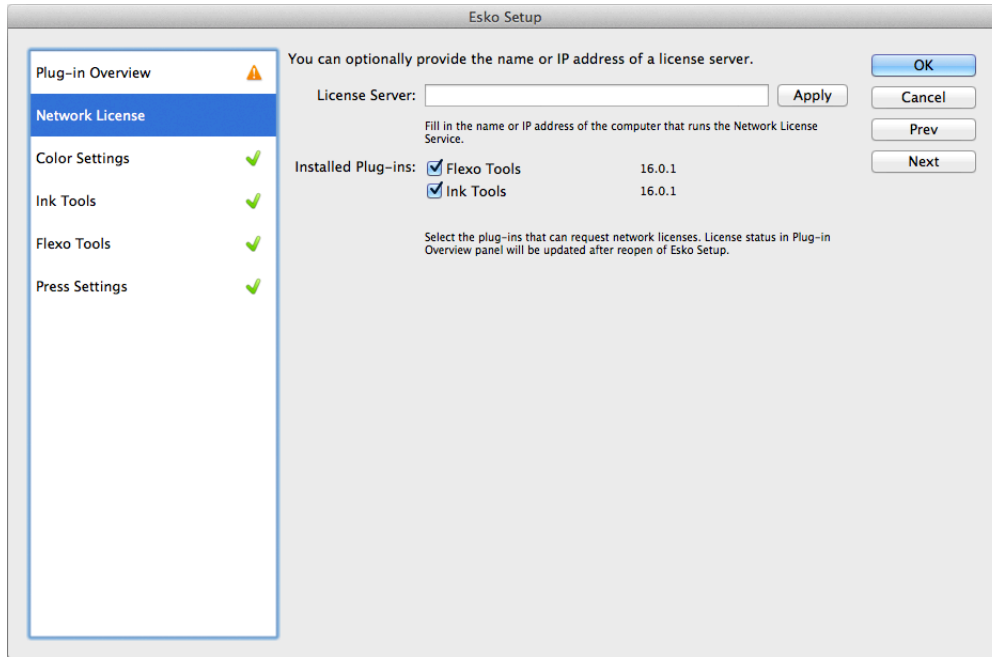 Esko Setup
Plug-in Overview
Network License
Color Settings
Ink Tools
Flexo Tools
Press Settings
You can optionally provide the name or IP address of a license server.
License Server:
Apply
Fill in the name or IP address of the computer that runs the Network License
Service.
Installed Plug-ins:
Flexo Tools 16.0.1
Ink Tools 16.0.1
Select the plug-ins that can request network licenses. License status in Plug-in
Overview panel will be updated after reopen of Esko Setup.
OK
Cancel
Prev
Next